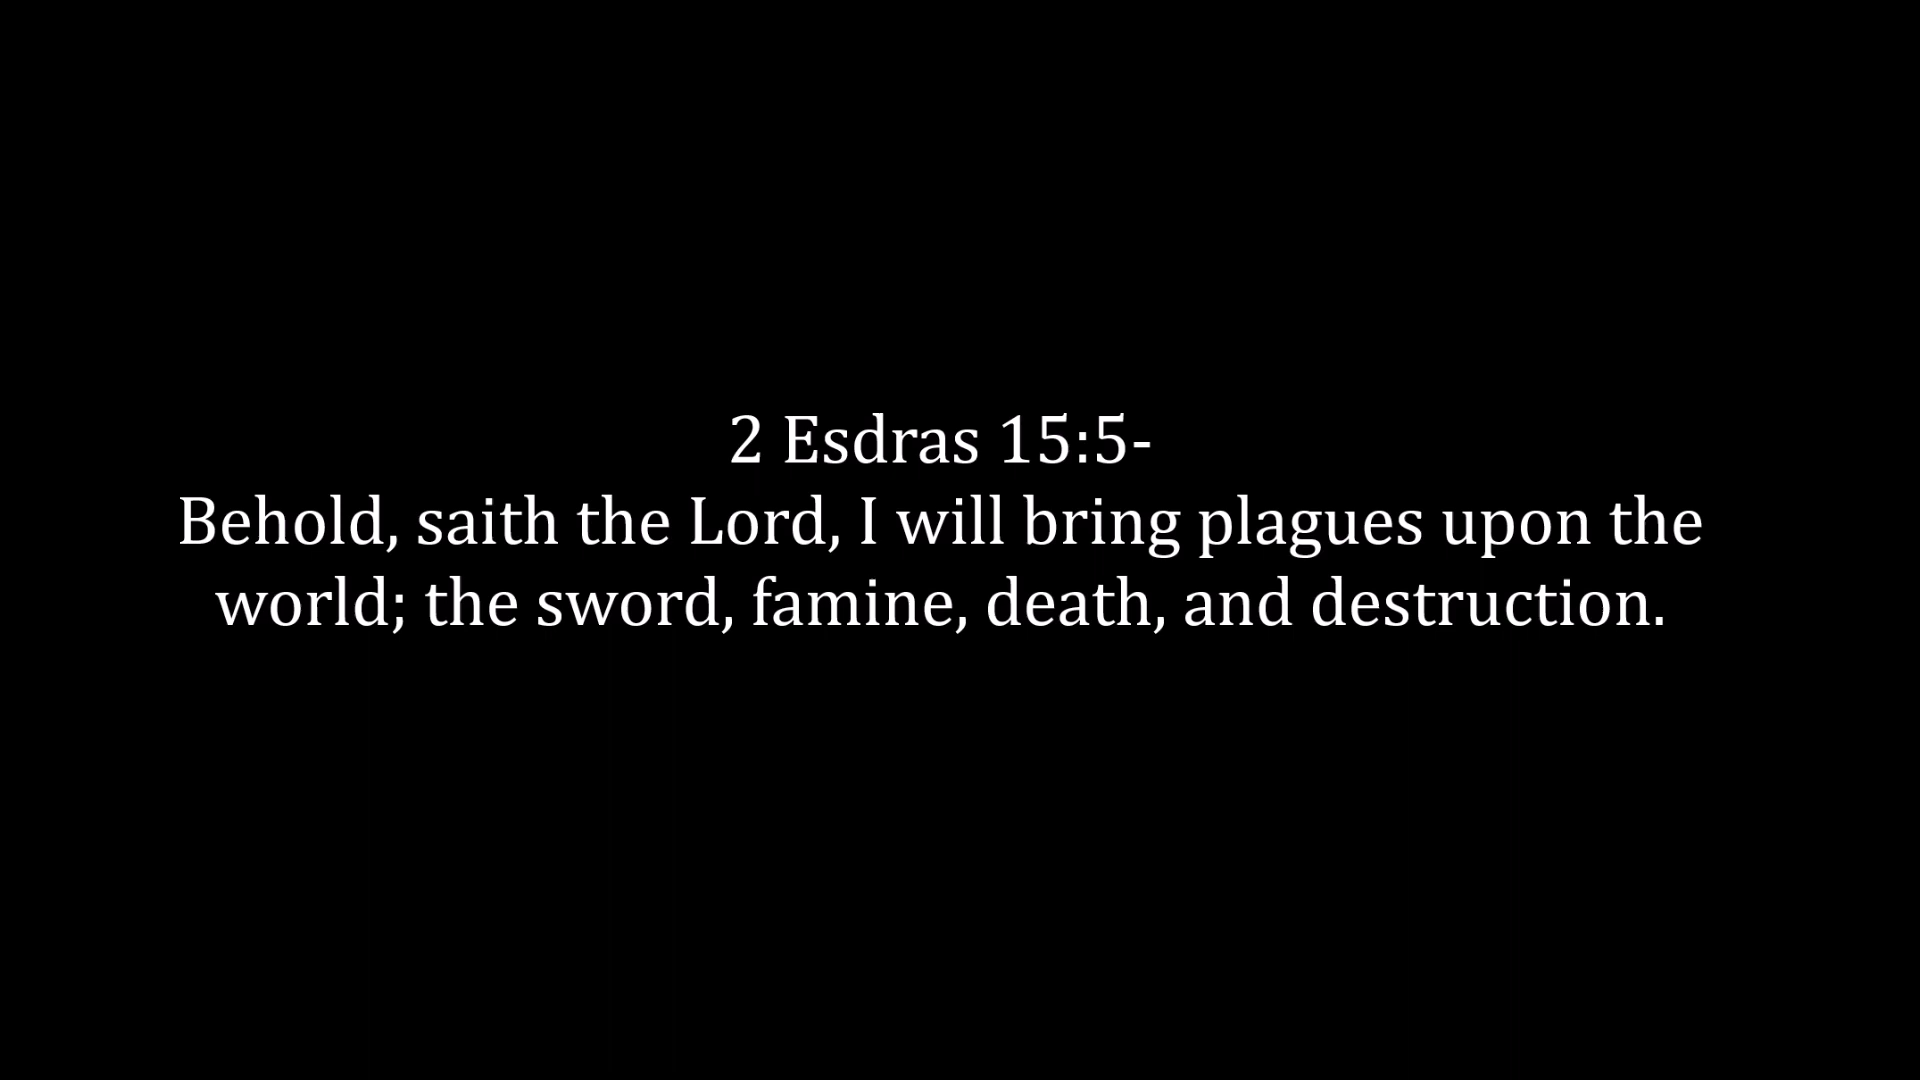 2 Esdras 15:5-
Behold, saith the Lord, I will bring plagues upon the
world; the sword, famine, death, and destruction.